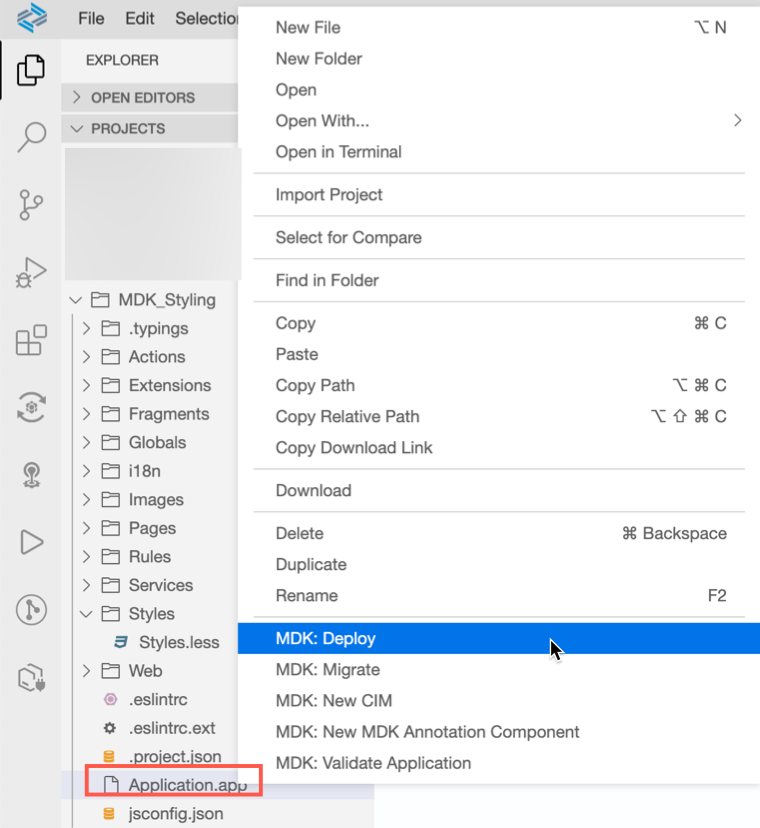 File Edit Selectio
EXPLORER
OPEN EDITORS
PROJECTS
MDK_Styling
.typings
Actions
Extensions
Fragments
Globals
i18n
Images
Pages
Rules
Services
Styles
Styles.less
Web
.eslintrc
.eslintrc.ext
.project.json
Application.app
jsconfig.json
New File ⌥ N
New Folder
Open
Open With...
Open in Terminal
Import Project
Select for Compare
Find in Folder
Copy ⌘ C
Paste
Copy Path ⌥ ⌘ C
Copy Relative Path ⌥ ⇧ ⌘ C
Copy Download Link
Download
Delete ⌘ Backspace
Duplicate
Rename F2
MDK: Deploy
MDK: Migrate
MDK: New CIM
MDK: New MDK Annotation Component
MDK: Validate Application